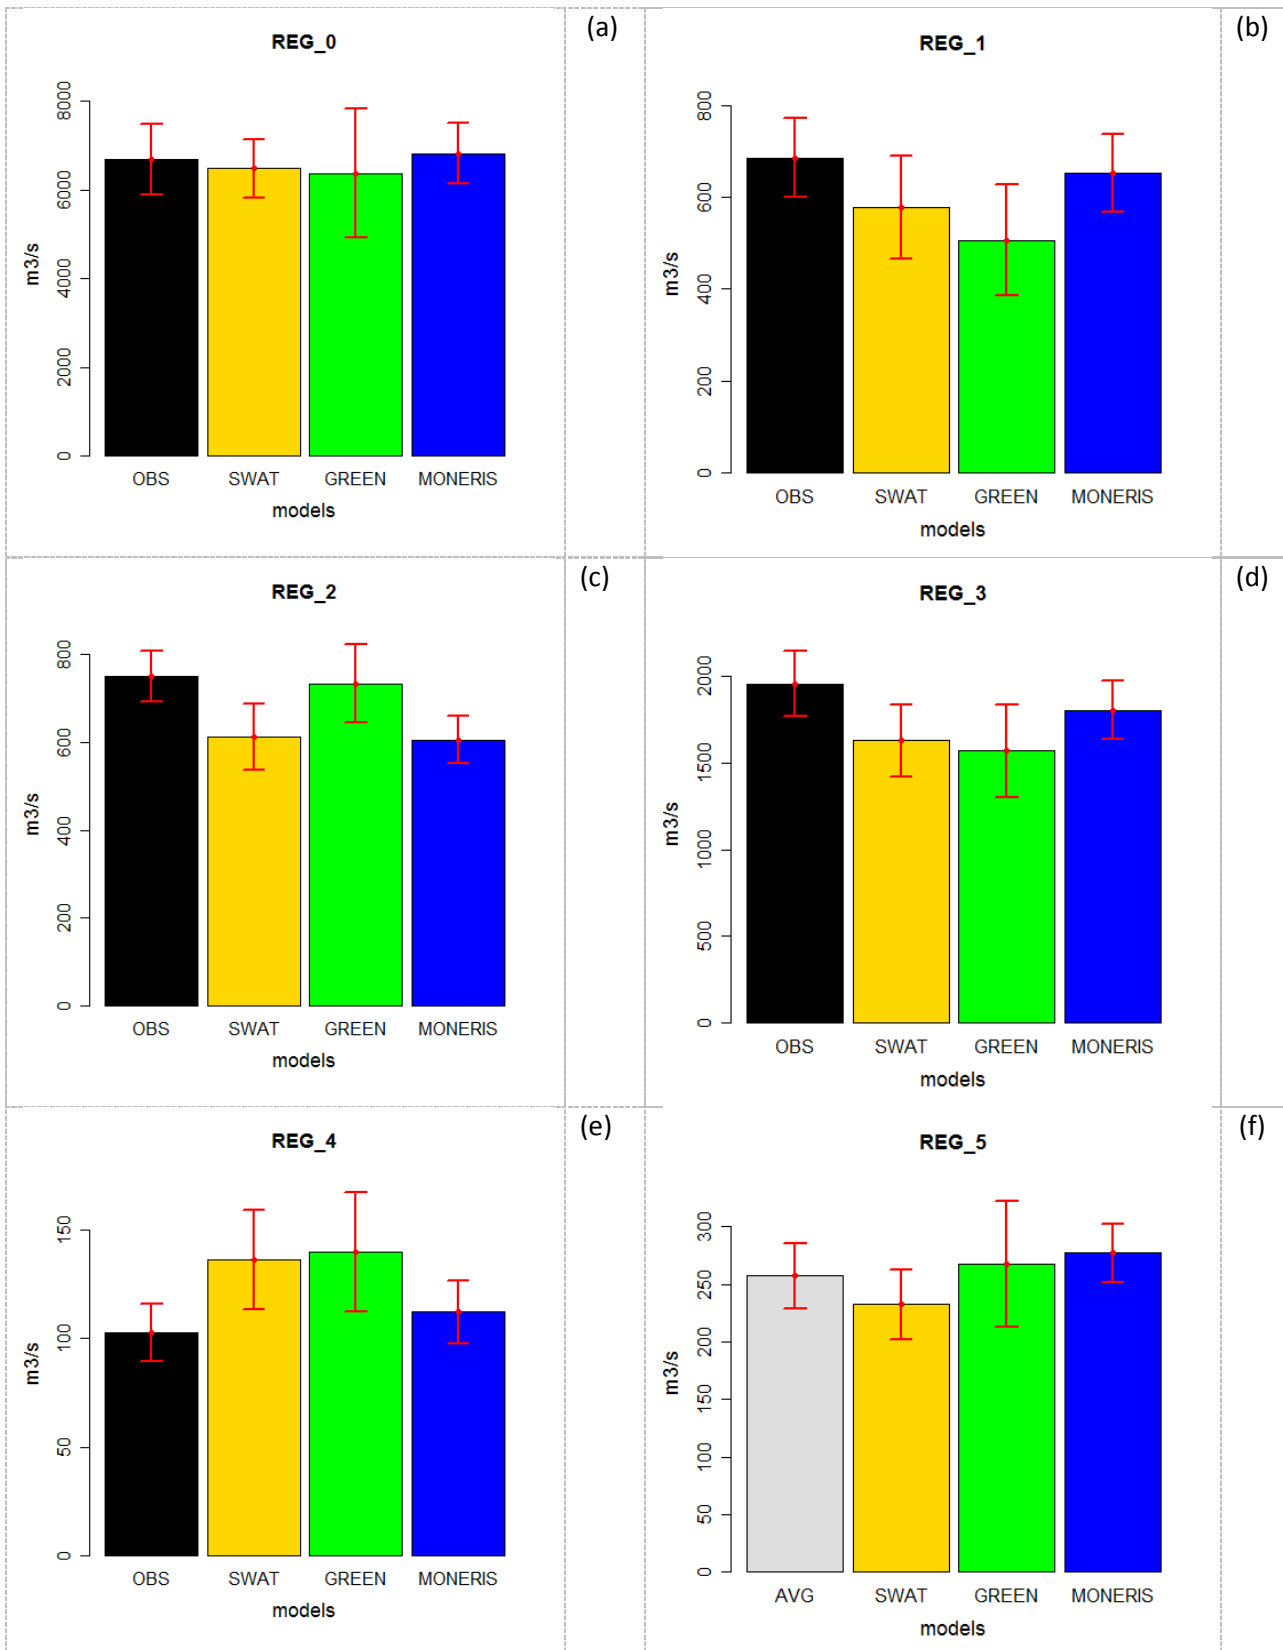 REG_0
(a)
8000
6000
4000
2000
0
m3/s
OBS SWAT GREEN MONERIS
models
REG_1
(b)
800
600
400
200
0
m3/s
OBS SWAT GREEN MONERIS
models
REG_2
(c)
800
600
400
200
0
m3/s
OBS SWAT GREEN MONERIS
models
REG_3
(d)
2000
1500
1000
500
0
m3/s
OBS SWAT GREEN MONERIS
models
REG_4
(e)
150
100
50
0
m3/s
OBS SWAT GREEN MONERIS
models
REG_5
(f)
300
250
200
150
100
50
0
m3/s
AVG SWAT GREEN MONERIS
models